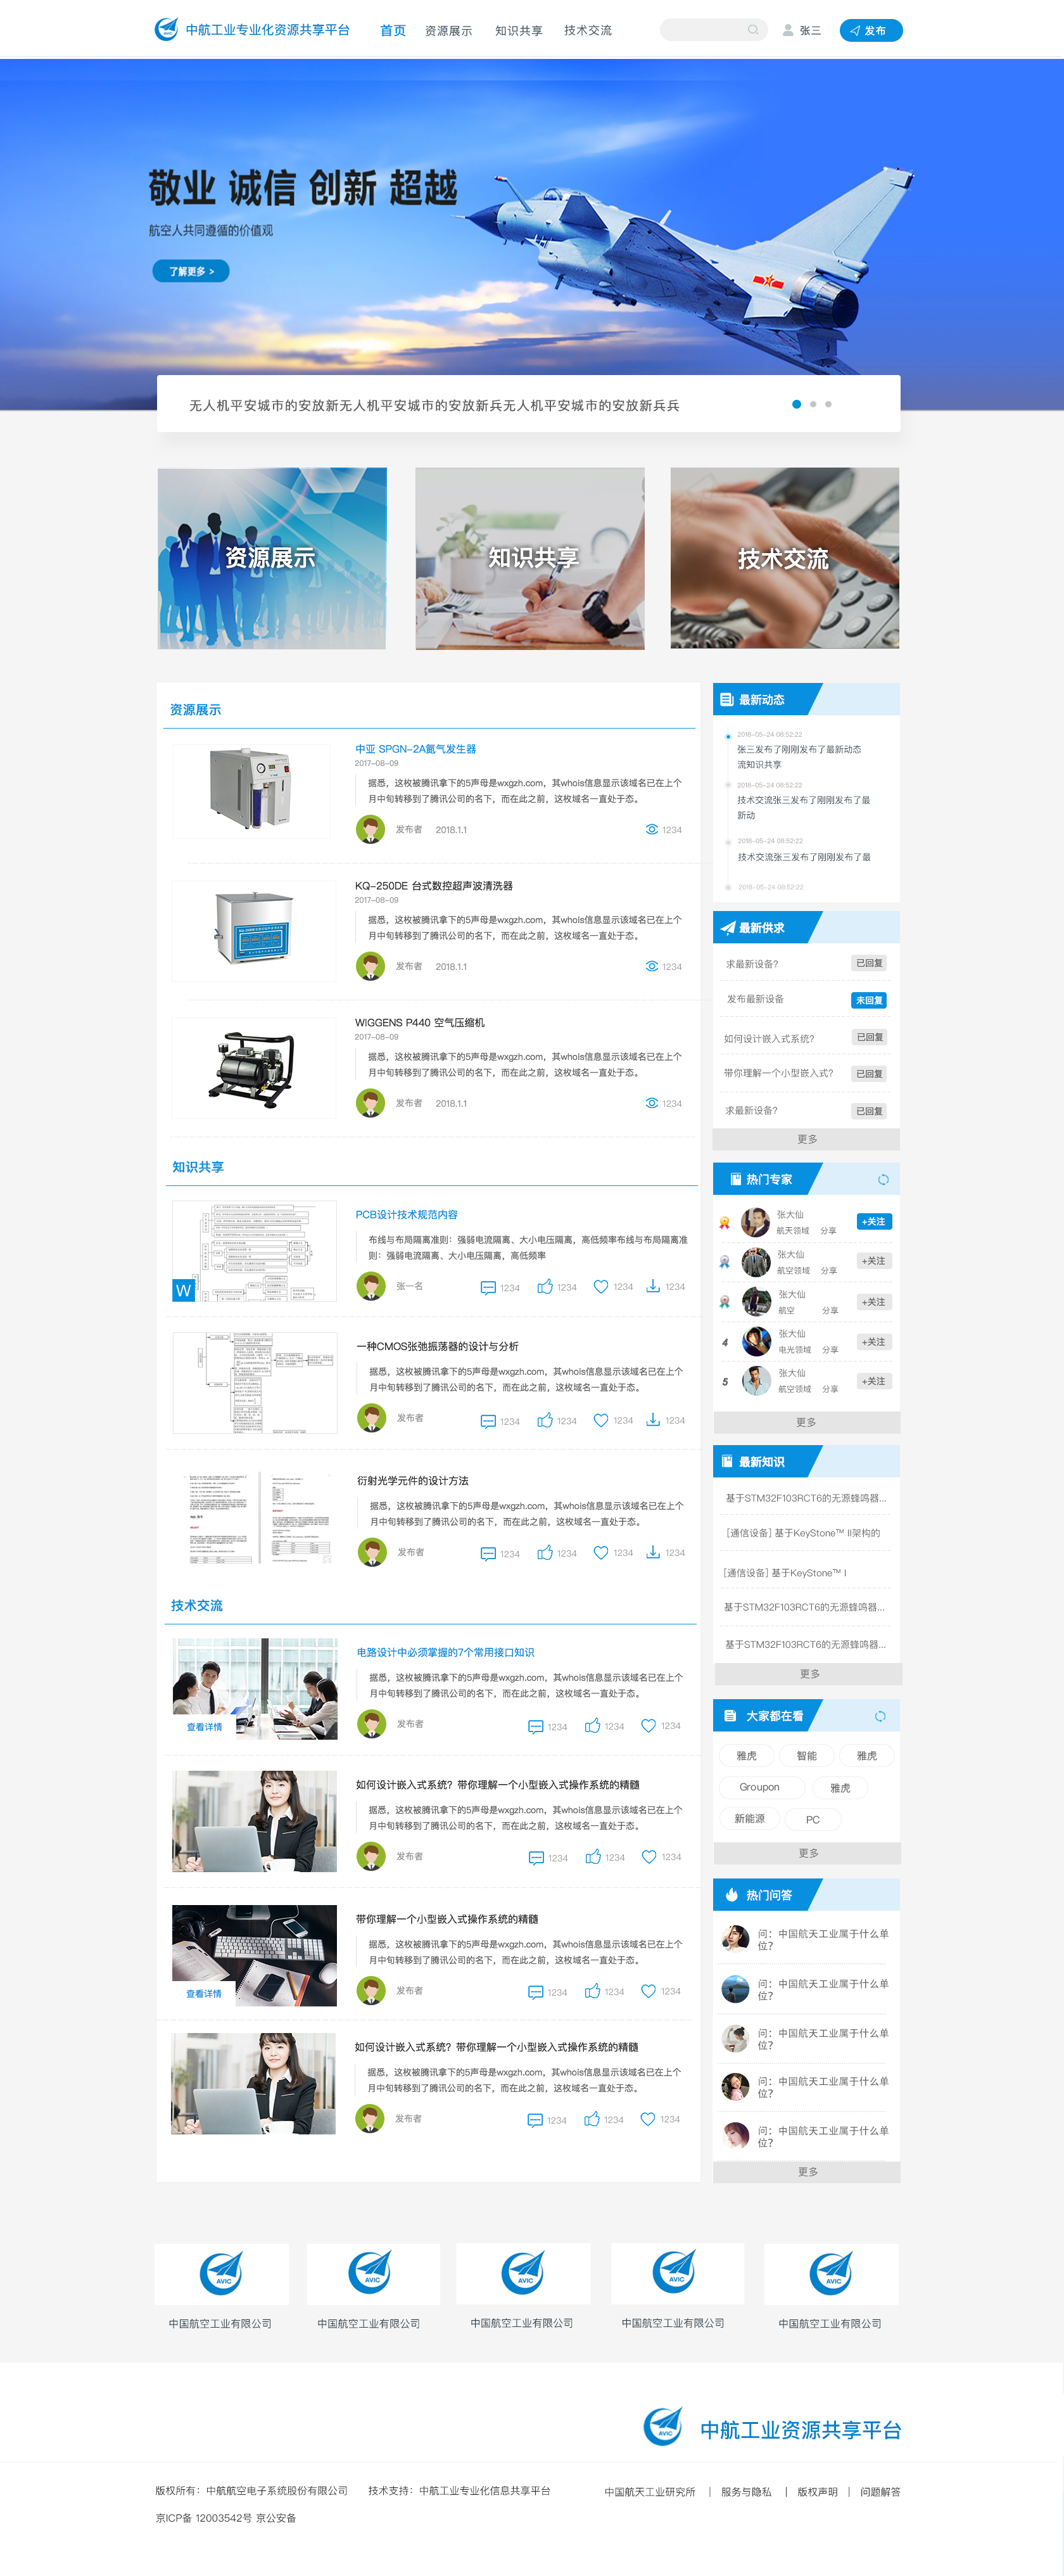 中航工业专业化资源共享平台
首页
资源展示
知识共享
技术交流
张三
发布
敬业 诚信 创新 超越
航空人共同遵循的价值观
了解更多 >
无人机平安城市的安放新无人机平安城市的安放新兵无人机平安城市的安放新兵兵
资源展示
知识共享
技术交流
资源展示
中亚 SPGN-2A氮气发生器
2017-08-09
据悉，这枚被腾讯拿下的5声母是wxgzh.com，其whois信息显示该域名已在上个
月中旬转移到了腾讯公司的名下，而在此之前，这枚域名一直处于态。
发布者 2018.1.1
1234
KQ-250DE 台式数控超声波清洗器
2017-08-09
据悉，这枚被腾讯拿下的5声母是wxgzh.com，其whois信息显示该域名已在上个
月中旬转移到了腾讯公司的名下，而在此之前，这枚域名一直处于态。
发布者 2018.1.1
1234
WIGGENS P440 空气压缩机
2017-08-09
据悉，这枚被腾讯拿下的5声母是wxgzh.com，其whois信息显示该域名已在上个
月中旬转移到了腾讯公司的名下，而在此之前，这枚域名一直处于态。
发布者 2018.1.1
1234
知识共享
W
PCB设计技术规范内容
布线与布局隔离准则：强弱电流隔离、大小电压隔离，高低频率布线与布局隔离准
则：强弱电流隔离、大小电压隔离，高低频率
张一名
1234 1234 1234 1234
一种CMOS张弛振荡器的设计与分析
据悉，这枚被腾讯拿下的5声母是wxgzh.com，其whois信息显示该域名已在上个
月中旬转移到了腾讯公司的名下，而在此之前，这枚域名一直处于态。
发布者
1234 1234 1234 1234
衍射光学元件的设计方法
据悉，这枚被腾讯拿下的5声母是wxgzh.com，其whois信息显示该域名已在上个
月中旬转移到了腾讯公司的名下，而在此之前，这枚域名一直处于态。
发布者
1234 1234 1234 1234
技术交流
查看详情
电路设计中必须掌握的7个常用接口知识
据悉，这枚被腾讯拿下的5声母是wxgzh.com，其whois信息显示该域名已在上个
月中旬转移到了腾讯公司的名下，而在此之前，这枚域名一直处于态。
发布者
1234 1234 1234
如何设计嵌入式系统？带你理解一个小型嵌入式操作系统的精髓
据悉，这枚被腾讯拿下的5声母是wxgzh.com，其whois信息显示该域名已在上个
月中旬转移到了腾讯公司的名下，而在此之前，这枚域名一直处于态。
发布者
1234 1234 1234
查看详情
带你理解一个小型嵌入式操作系统的精髓
据悉，这枚被腾讯拿下的5声母是wxgzh.com，其whois信息显示该域名已在上个
月中旬转移到了腾讯公司的名下，而在此之前，这枚域名一直处于态。
发布者
1234 1234 1234
如何设计嵌入式系统？带你理解一个小型嵌入式操作系统的精髓
据悉，这枚被腾讯拿下的5声母是wxgzh.com，其whois信息显示该域名已在上个
月中旬转移到了腾讯公司的名下，而在此之前，这枚域名一直处于态。
发布者
1234 1234 1234
最新动态
2018-05-24 08:52:22
张三发布了刚刚发布了最新动态
流知识共享
2018-05-24 08:52:22
技术交流张三发布了刚刚发布了最
新动
2018-05-24 08:52:22
技术交流张三发布了刚刚发布了最
2018-05-24 08:52:22
最新供求
求最新设备？ 已回复
发布最新设备 未回复
如何设计嵌入式系统？ 已回复
带你理解一个小型嵌入式？ 已回复
求最新设备？ 已回复
更多
热门专家
张大仙
航天领域 分享
+关注
张大仙
航空领域 分享
+关注
张大仙
航空 分享
+关注
4
张大仙
电光领域 分享
+关注
5
张大仙
航空领域 分享
+关注
更多
最新知识
基于STM32F103RCT6的无源蜂鸣器...
[通信设备] 基于KeyStone™ II架构的
[通信设备] 基于KeyStone™ I
基于STM32F103RCT6的无源蜂鸣器...
基于STM32F103RCT6的无源蜂鸣器...
更多
大家都在看
雅虎 智能 雅虎
Groupon 雅虎
新能源 PC
更多
热门问答
问：中国航天工业属于什么单
位？
问：中国航天工业属于什么单
位？
问：中国航天工业属于什么单
位？
问：中国航天工业属于什么单
位？
问：中国航天工业属于什么单
位？
更多
AVIC
中国航空工业有限公司
AVIC
中国航空工业有限公司
AVIC
中国航空工业有限公司
AVIC
中国航空工业有限公司
AVIC
中国航空工业有限公司
AVIC
中航工业资源共享平台
版权所有：中航航空电子系统股份有限公司 技术支持：中航工业专业化信息共享平台
京ICP备 12003542号 京公安备
中国航天工业研究所 | 服务与隐私 | 版权声明 | 问题解答